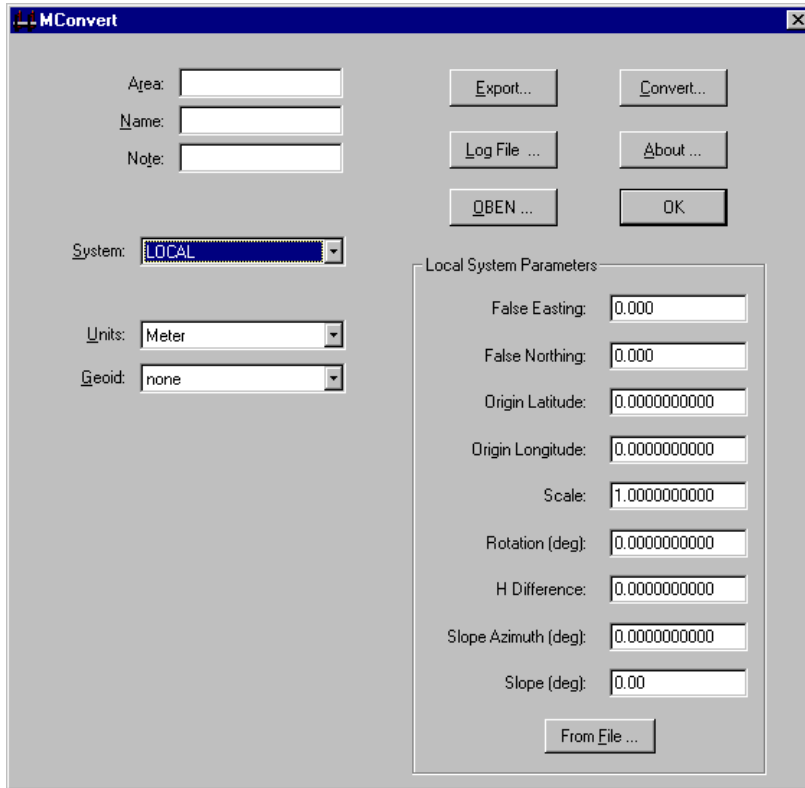 MConvert
Area:
Name:
Note:
Export...
Convert...
Log File ...
About ...
OBEN ...
OK
System: LOCAL
Units: Meter
Geoid: none
Local System Parameters
False Easting: 0.000
False Northing: 0.000
Origin Latitude: 0.0000000000
Origin Longitude: 0.0000000000
Scale: 1.0000000000
Rotation (deg): 0.0000000000
H Difference: 0.0000000000
Slope Azimuth (deg): 0.0000000000
Slope (deg): 0.00
From File ...